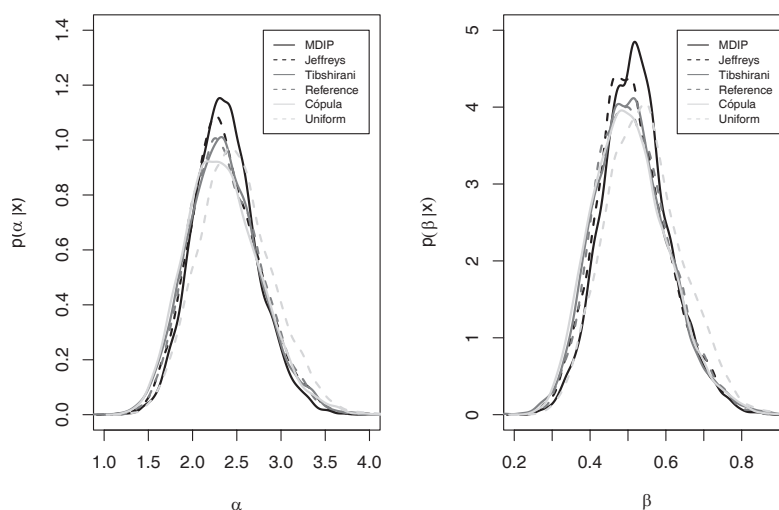 MDIP
Jeffreys
Tibshirani
Reference
Cópula
Uniform
p(α |x)
0.0 0.2 0.4 0.6 0.8 1.0 1.2 1.4
1.0 1.5 2.0 2.5 3.0 3.5 4.0
α
MDIP
Jeffreys
Tibshirani
Reference
Cópula
Uniform
p(β |x)
0 1 2 3 4 5
0.2 0.4 0.6 0.8
β